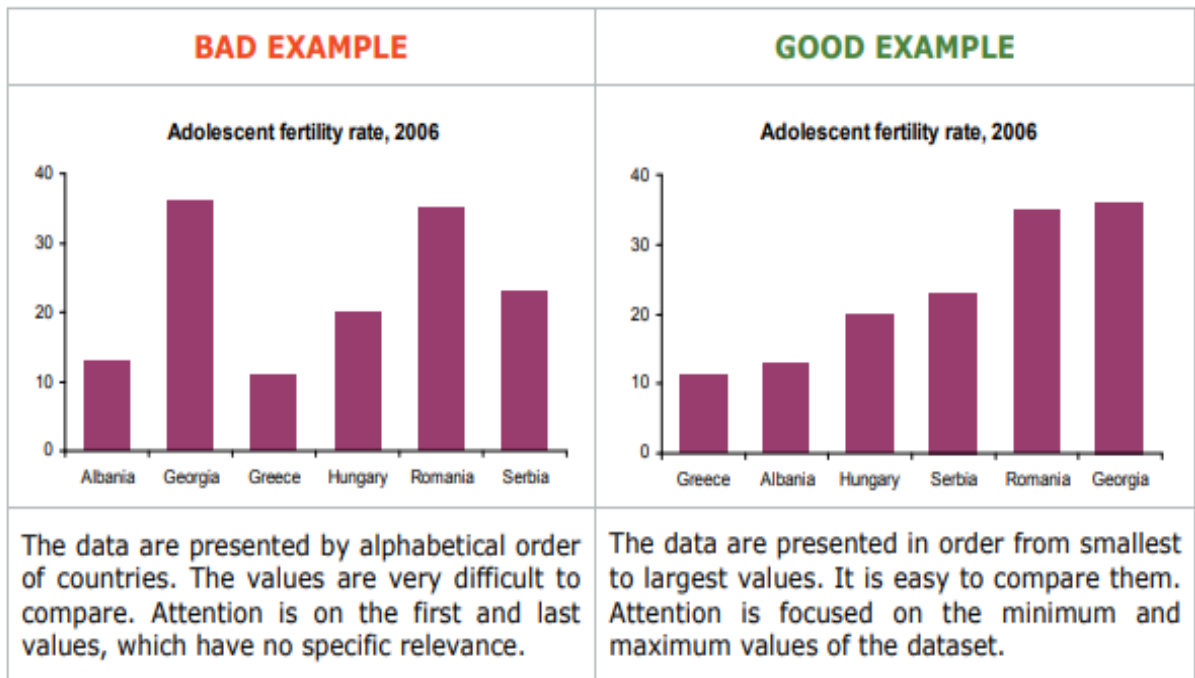 BAD EXAMPLE
Adolescent fertility rate, 2006
40
30
20
10
0
Albania Georgia Greece Hungary Romania Serbia
The data are presented by alphabetical order
of countries. The values are very difficult to
compare. Attention is on the first and last
values, which have no specific relevance.
GOOD EXAMPLE
Adolescent fertility rate, 2006
40
30
20
10
0
Greece Albania Hungary Serbia Romania Georgia
The data are presented in order from smallest
to largest values. It is easy to compare them.
Attention is focused on the minimum and
maximum values of the dataset.